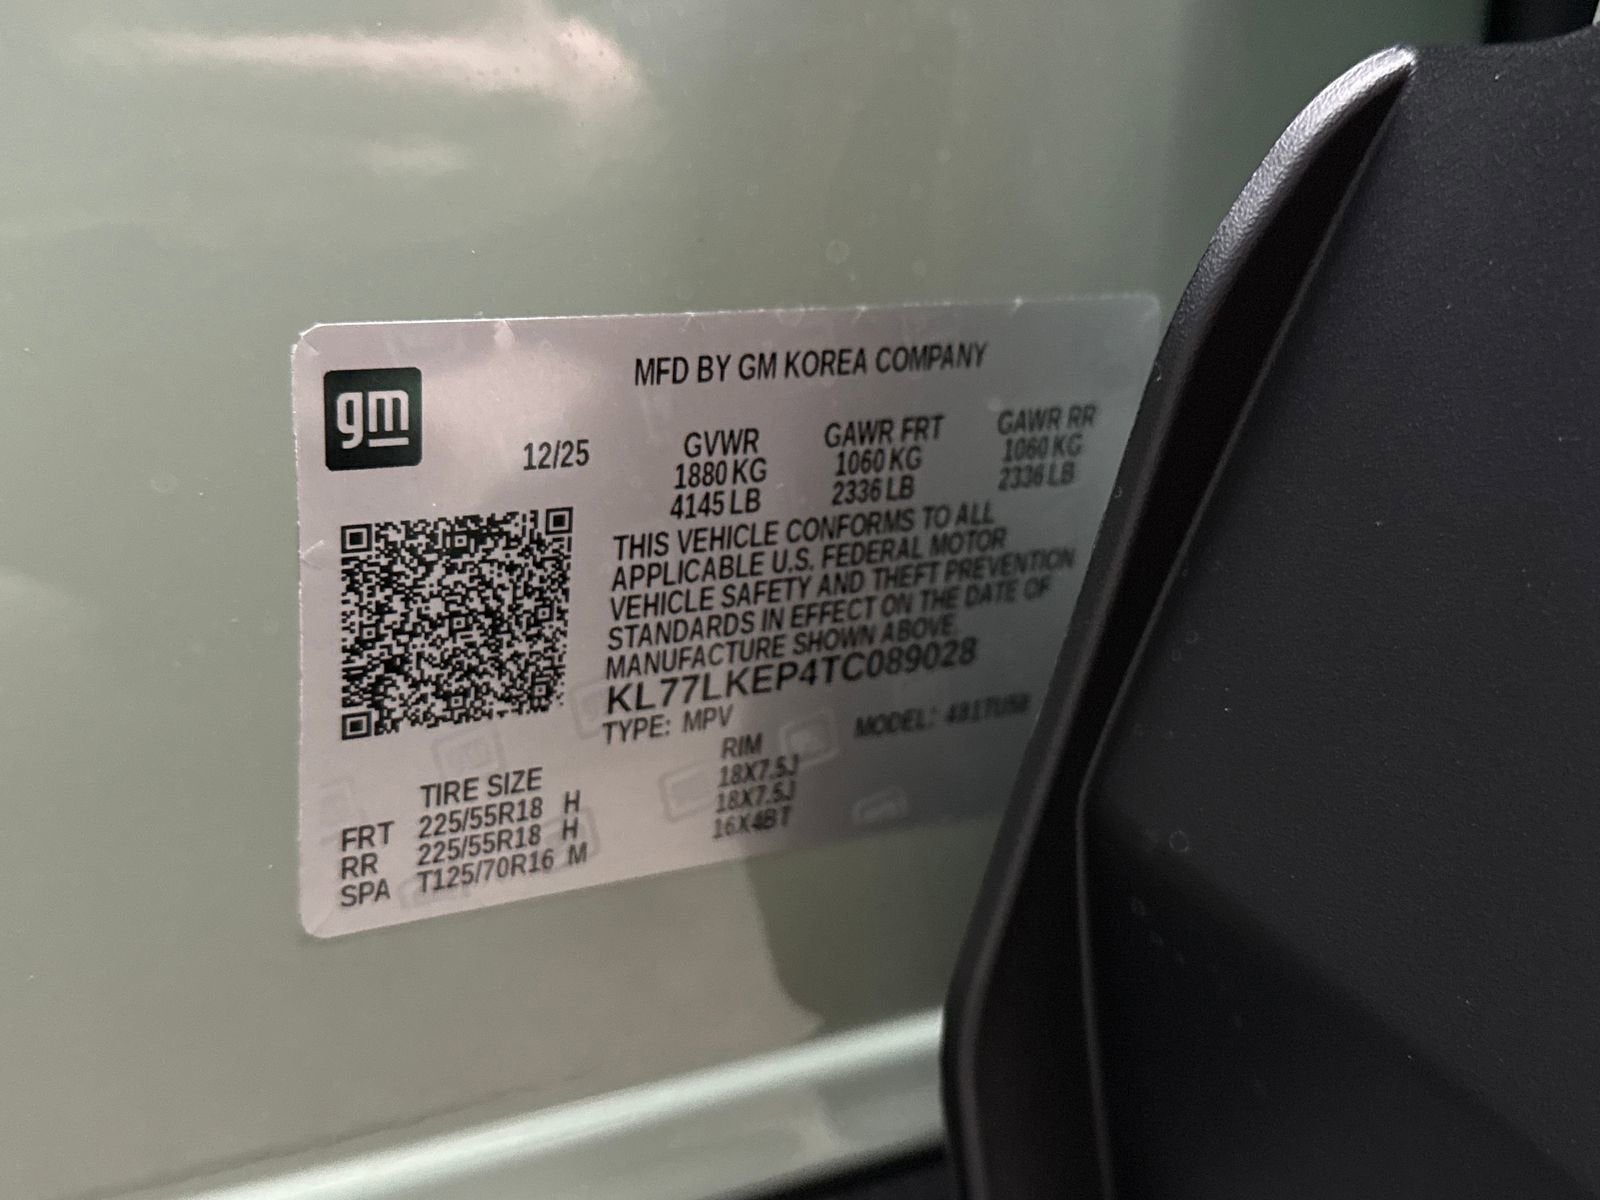 MFD BY GM KOREA COMPANY
gm
12/25
GVWR GAWR FRT GAWR RR
1880 KG 1060 KG 1060 KG
4145 LB 2336 LB 2336 LB
THIS VEHICLE CONFORMS TO ALL
APPLICABLE U.S. FEDERAL MOTOR
VEHICLE SAFETY AND THEFT PREVENTION
STANDARDS IN EFFECT ON THE DATE OF
MANUFACTURE SHOWN ABOVE.
KL77LKEP4TC089028
TYPE: MPV MODEL:
TIRE SIZE RIM
FRT 225/55R18 H 18X7.5J
RR 225/55R18 H 18X7.5J
SPA T125/70R16 M 16X4BT